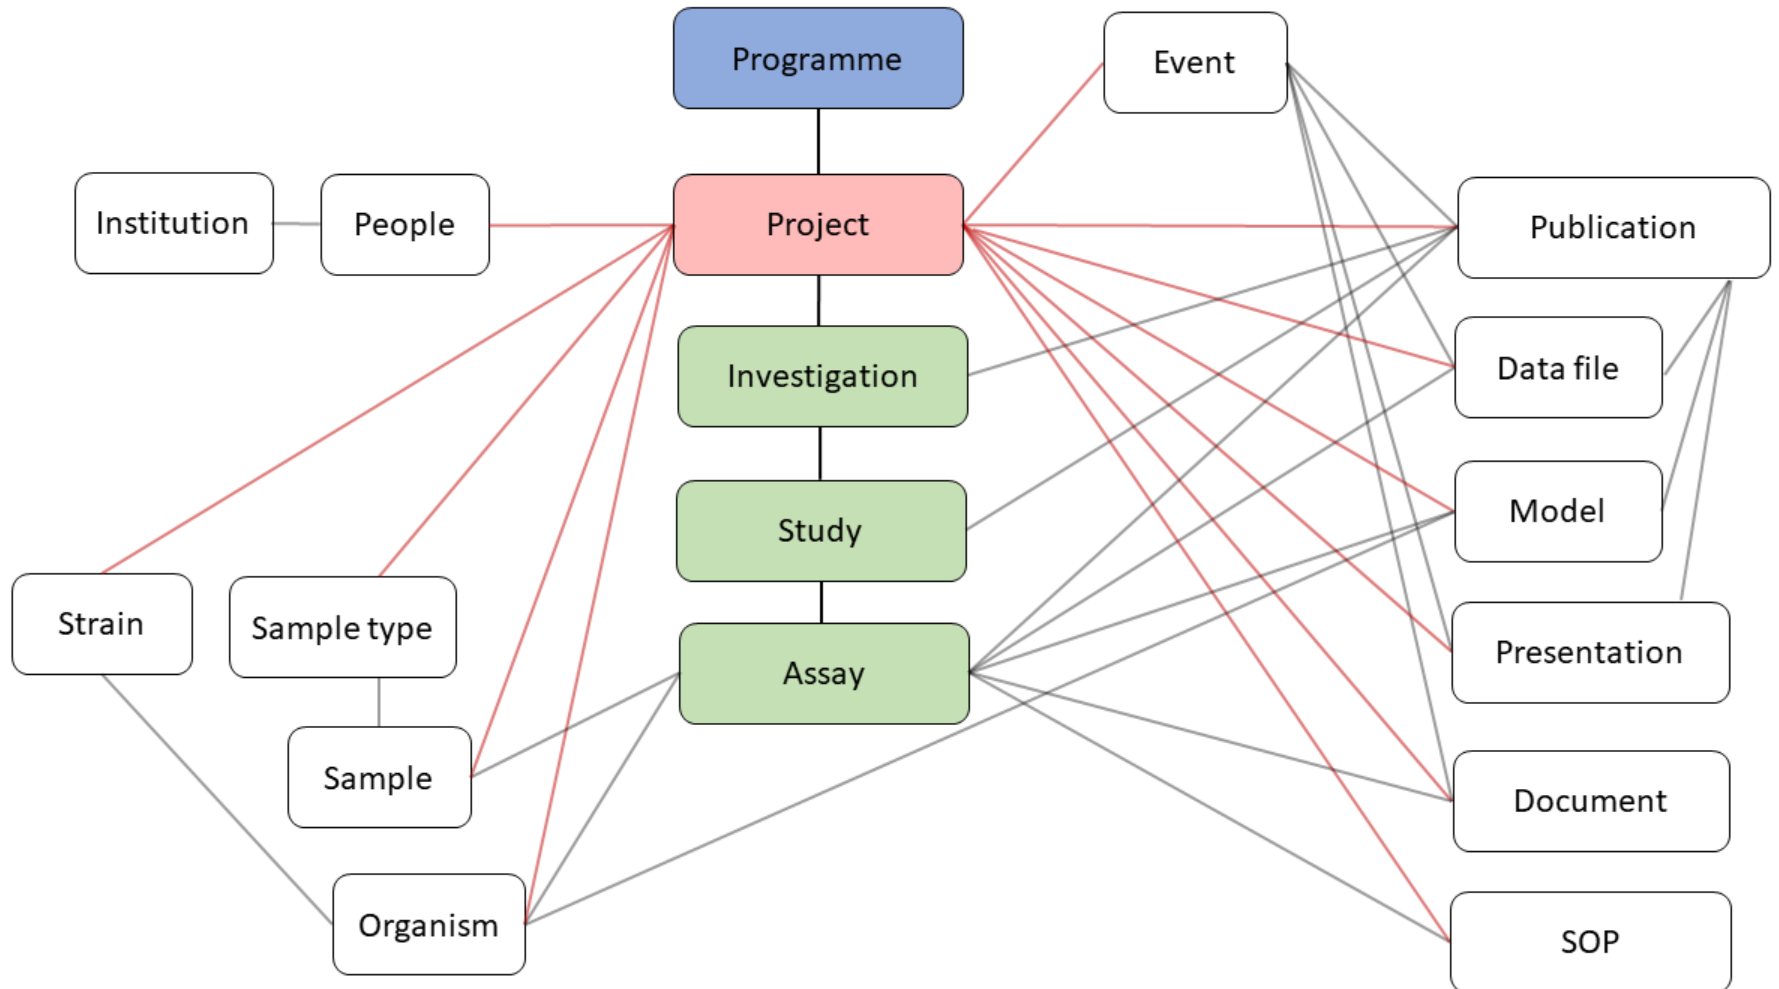 Programme
Event
Institution
People
Project
Publication
Investigation
Data file
Study
Model
Strain
Sample type
Assay
Presentation
Sample
Document
Organism
SOP